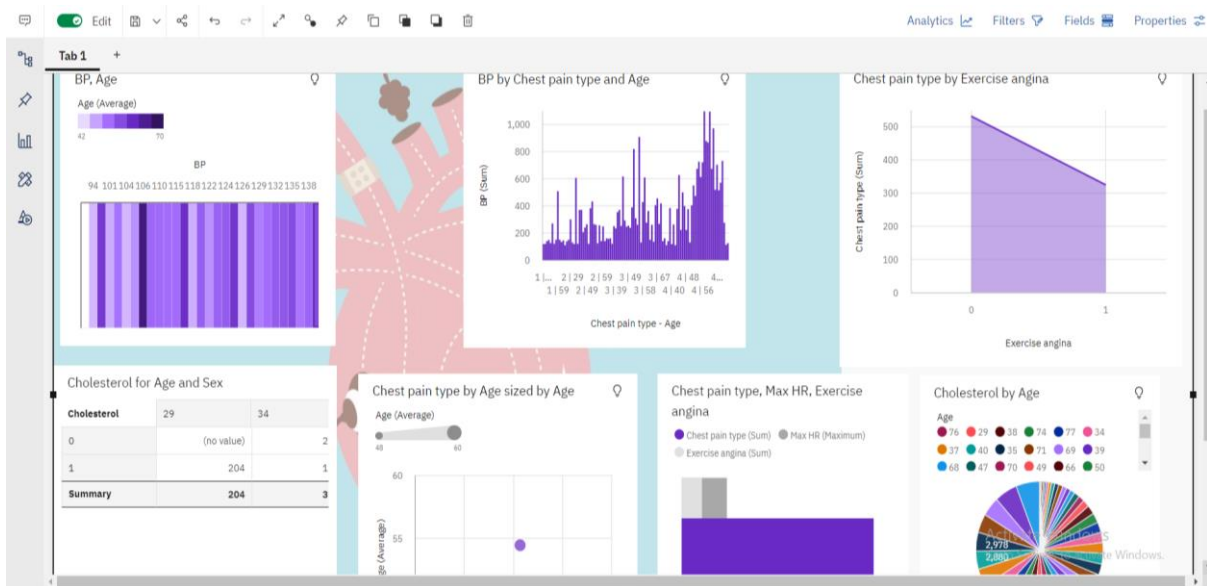 Edit
Analytics Filters Fields Properties
Tab 1 +
BP, Age
Age (Average)
42 70
BP
94 101 104 106 110 115 118 122 124 126 129 132 135 138
BP by Chest pain type and Age
1,000
800
600
400
200
0
BP (Sum)
1 |... 2 | 29 2 | 59 3 | 49 3 | 67 4 | 48 4...
1 | 59 2 | 49 3 | 39 3 | 58 4 | 40 4 | 56
Chest pain type - Age
Chest pain type by Exercise angina
500
400
300
200
100
0
Chest pain type (Sum)
0 1
Exercise angina
Cholesterol for Age and Sex
Cholesterol 29 34
0 (no value) 2
1 204 1
Summary 204 3
Chest pain type by Age sized by Age
Age (Average)
48 60
60
55
(Average)
Chest pain type, Max HR, Exercise
angina
Chest pain type (Sum) Max HR (Maximum)
Exercise angina (Sum)
Cholesterol by Age
Age
76 29 38 74 77 34
37 40 35 71 69 39
68 47 70 49 66 50
2,978
2,880
Windows.